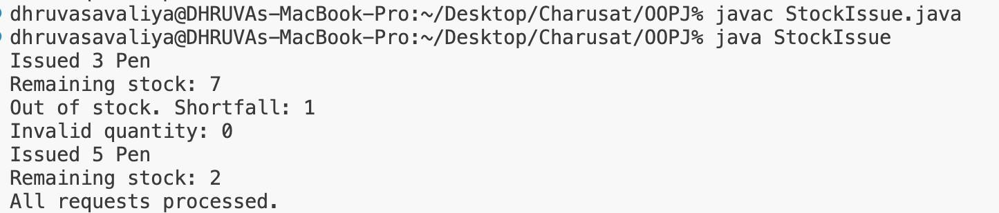 dhruvasavaliya@DHRUVAs-MacBook-Pro:~/Desktop/Charusat/OOPJ% javac StockIssue.java
dhruvasavaliya@DHRUVAs-MacBook-Pro:~/Desktop/Charusat/OOPJ% java StockIssue
Issued 3 Pen
Remaining stock: 7
Out of stock. Shortfall: 1
Invalid quantity: 0
Issued 5 Pen
Remaining stock: 2
All requests processed.